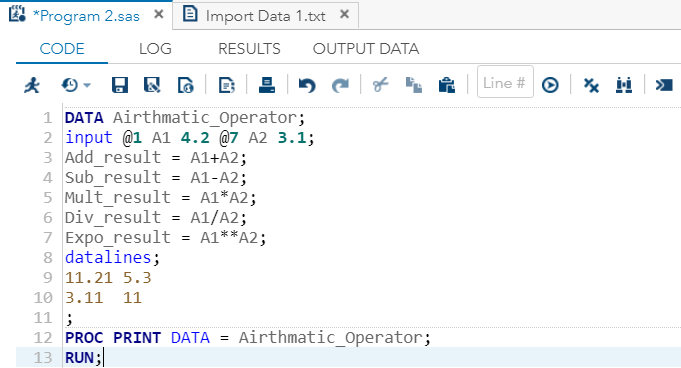 *Program 2.sas × Import Data 1.txt ×
CODE LOG RESULTS OUTPUT DATA
Line #
1 DATA Airthmatic_Operator;
2 input @1 A1 4.2 @7 A2 3.1;
3 Add_result = A1+A2;
4 Sub_result = A1-A2;
5 Mult_result = A1*A2;
6 Div_result = A1/A2;
7 Expo_result = A1**A2;
8 datalines;
9 11.21 5.3
10 3.11  11
11 ;
12 PROC PRINT DATA = Airthmatic_Operator;
13 RUN;